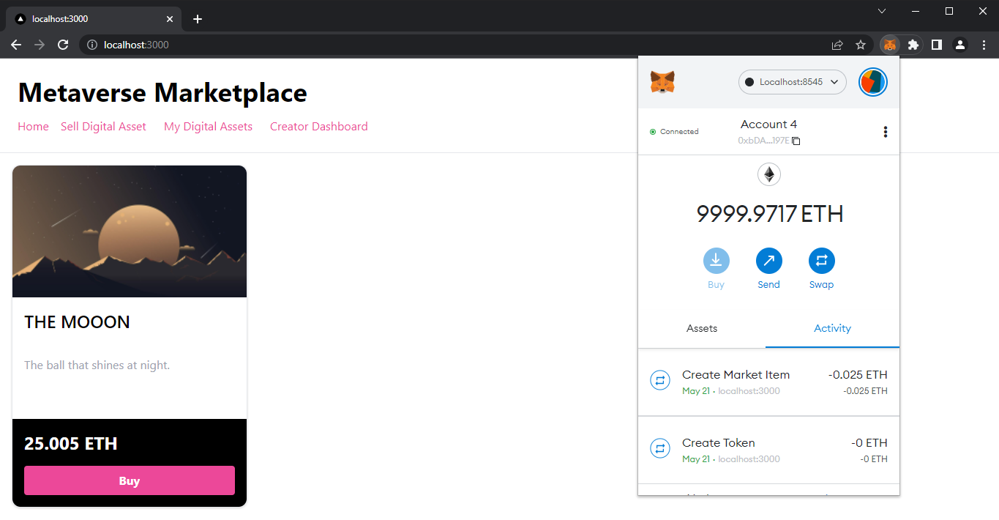 localhost:3000
localhost:3000
Metaverse Marketplace
Home Sell Digital Asset My Digital Assets Creator Dashboard
THE MOOON
The ball that shines at night.
25.005 ETH
Buy
Localhost:8545
Connected
Account 4
0xbDA...197E
9999.9717 ETH
Buy Send Swap
Assets Activity
Create Market Item -0.025 ETH
May 21 · localhost:3000 -0.025 ETH
Create Token -0 ETH
May 21 · localhost:3000 -0 ETH